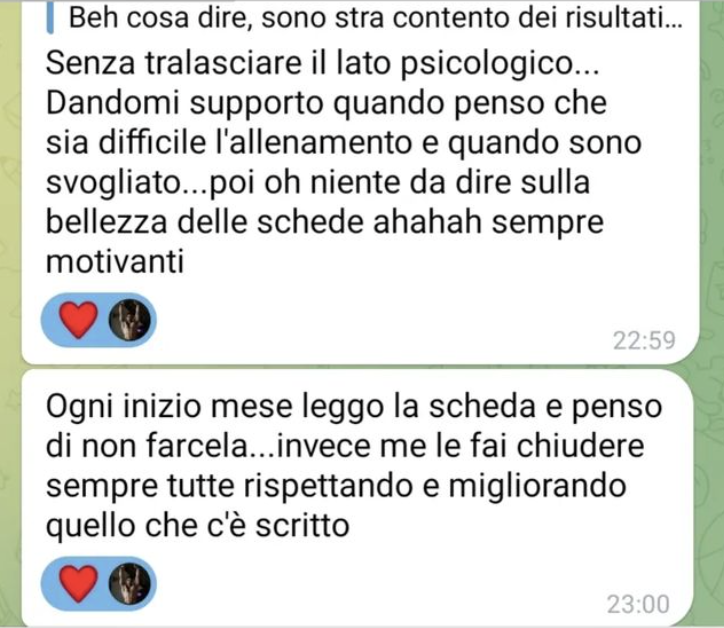 Beh cosa dire, sono stra contento dei risultati...
Senza tralasciare il lato psicologico...
Dandomi supporto quando penso che
sia difficile l'allenamento e quando sono
svogliato...poi oh niente da dire sulla
bellezza delle schede ahahah sempre
motivanti
22:59
Ogni inizio mese leggo la scheda e penso
di non farcela...invece me le fai chiudere
sempre tutte rispettando e migliorando
quello che c'è scritto
23:00